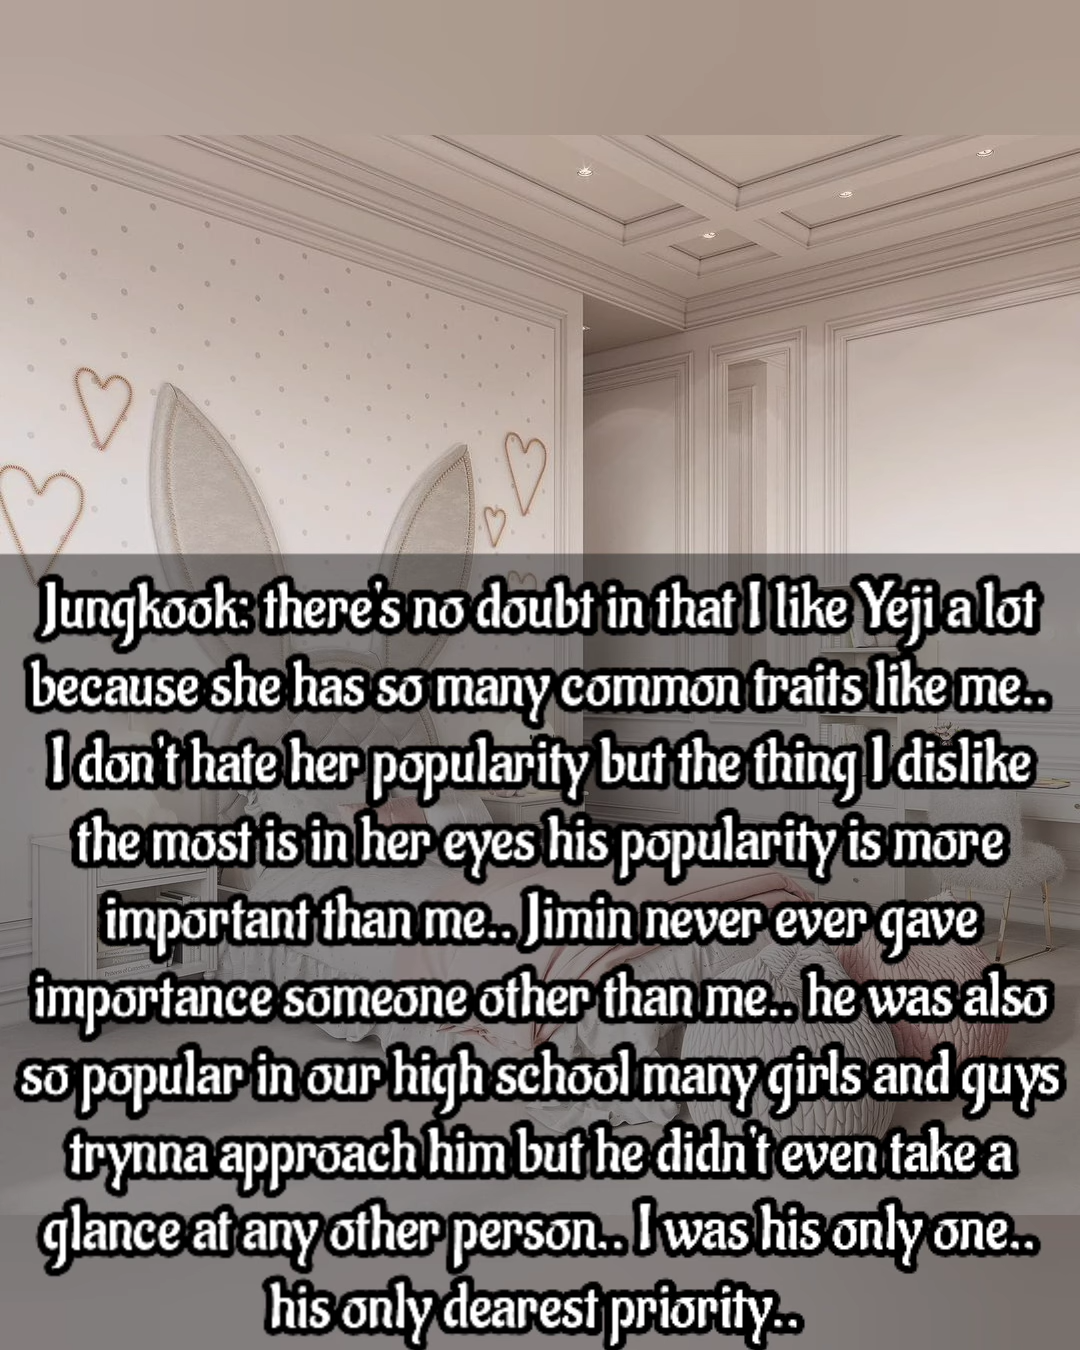 Jungkook: there's no doubt in that I like Yeji a lot
because she has so many common traits like me..
I don't hate her popularity but the thing I dislike
the most is in her eyes his popularity is more
important than me.. Jimin never ever gave
importance someone other than me.. he was also
so popular in our high school many girls and guys
trynna approach him but he didn't even take a
glance at any other person.. I was his only one..
his only dearest priority..